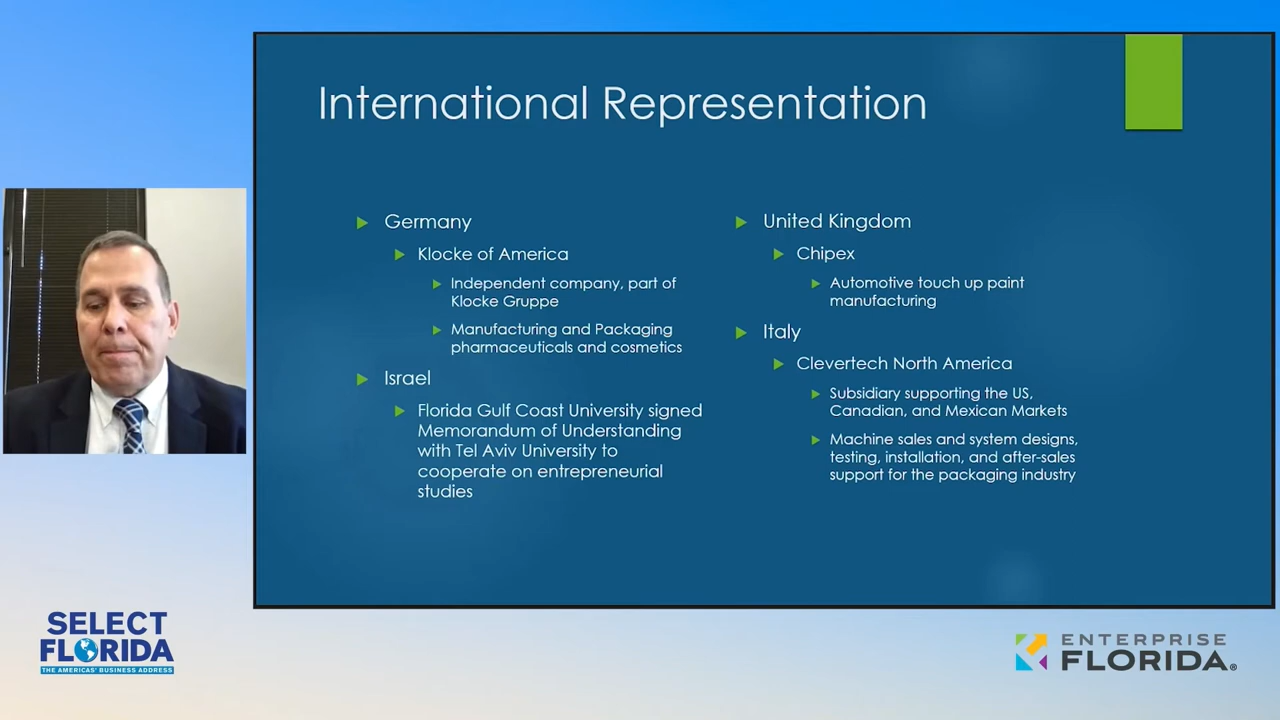 International Representation
Germany
Klocke of America
Independent company, part of
Klocke Gruppe
Manufacturing and Packaging
pharmaceuticals and cosmetics
Israel
Florida Gulf Coast University signed
Memorandum of Understanding
with Tel Aviv University to
cooperate on entrepreneurial
studies
United Kingdom
Chipex
Automotive touch up paint
manufacturing
Italy
Clevertech North America
Subsidiary supporting the US,
Canadian, and Mexican Markets
Machine sales and system designs,
testing, installation, and after-sales
support for the packaging industry
SELECT
FLORIDA
THE AMERICAS' BUSINESS ADDRESS
ENTERPRISE
FLORIDA®